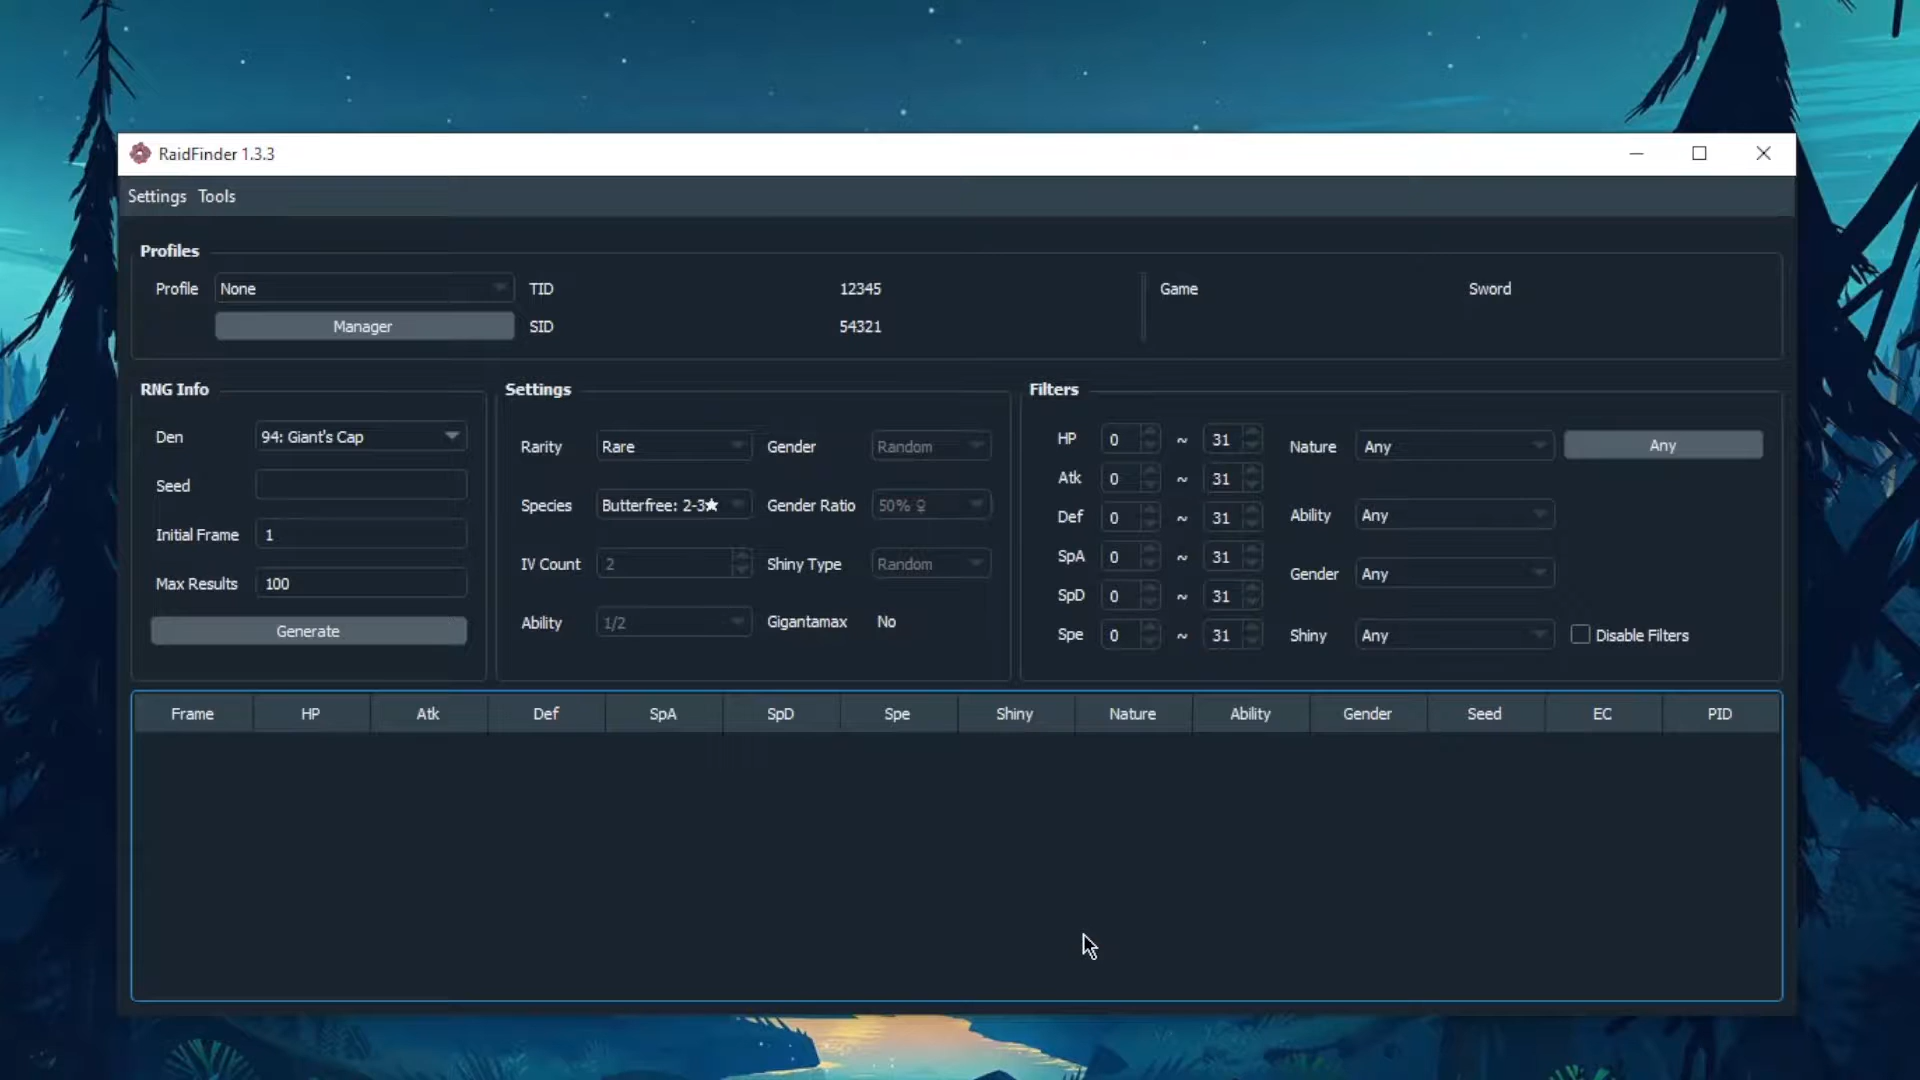 RaidFinder 1.3.3
Settings Tools
Profiles
Profile None TID 12345 Game Sword
Manager SID 54321
RNG Info
Den 94: Giant's Cap
Seed
Initial Frame 1
Max Results 100
Generate
Settings
Rarity Rare Gender Random
Species Butterfree: 2-3★ Gender Ratio 50% ♀
IV Count 2 Shiny Type Random
Ability 1/2 Gigantamax No
Filters
HP 0 ~ 31
Atk 0 ~ 31
Def 0 ~ 31
SpA 0 ~ 31
SpD 0 ~ 31
Spe 0 ~ 31
Nature Any Any
Ability Any
Gender Any
Shiny Any Disable Filters
Frame HP Atk Def SpA SpD Spe Shiny Nature Ability Gender Seed EC PID